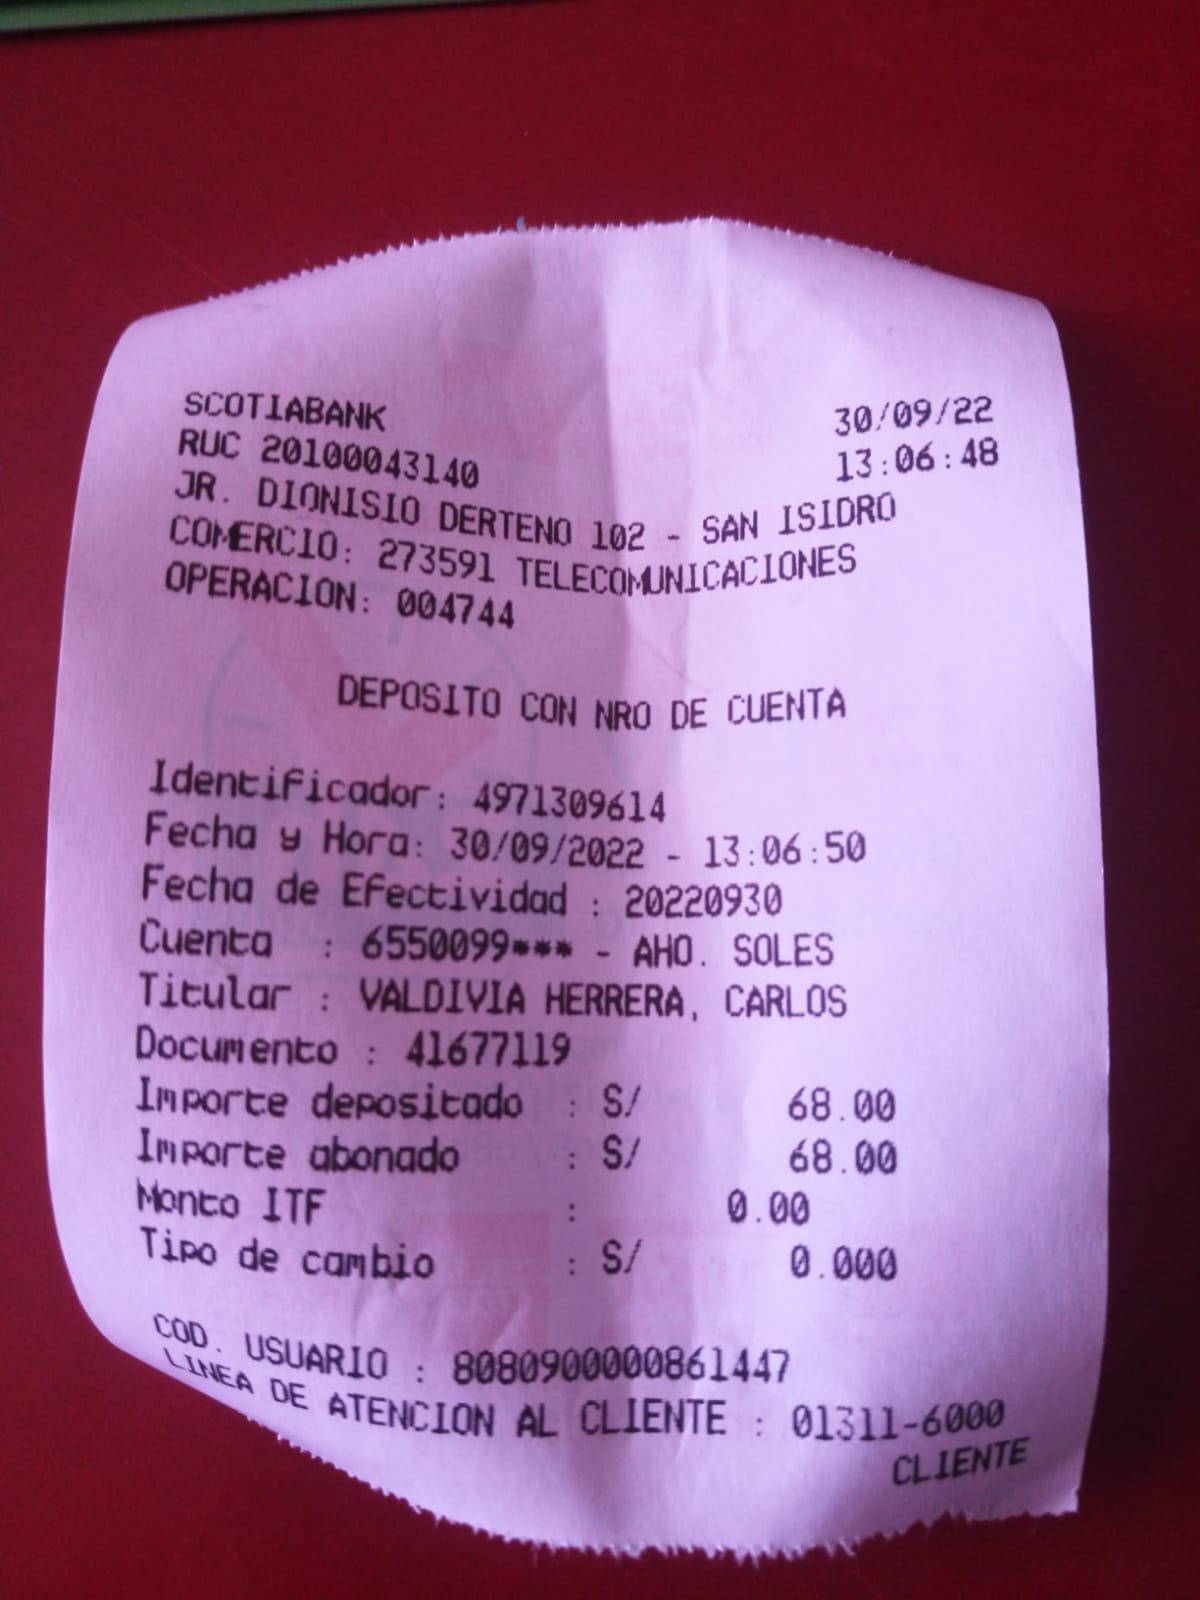 SCOTIABANK 30/09/22
RUC 20100043140 13:06:48
JR. DIONISIO DERTENO 102 - SAN ISIDRO
COMERCIO: 273591 TELECOMUNICACIONES
OPERACION: 004744
DEPOSITO CON NRO DE CUENTA
Identificador: 4971309614
Fecha y Hora: 30/09/2022 - 13:06:50
Fecha de Efectividad : 20220930
Cuenta : 6550099*** - AHO. SOLES
Titular : VALDIVIA HERRERA, CARLOS
Documento : 41677119
Importe depositado : S/ 68.00
Importe abonado : S/ 68.00
Monto ITF : 0.00
Tipo de cambio : S/ 0.000
COD. USUARIO : 8080900000861447
LINEA DE ATENCION AL CLIENTE : 01311-6000
CLIENTE